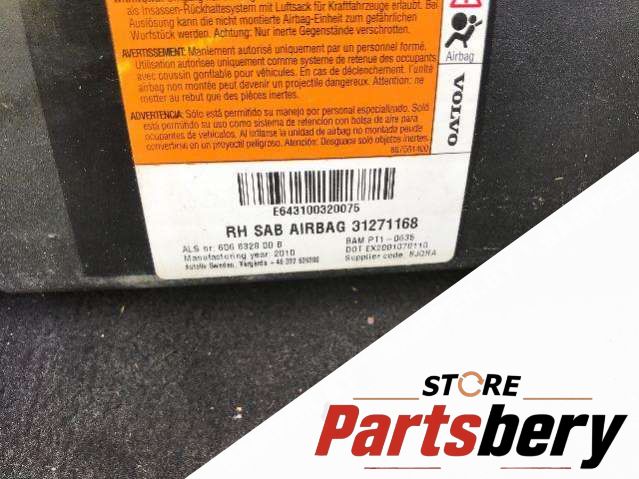 als Insassen-Rückhaltesystem mit Luftsack für Kraftfahrzeuge erlaubt. Bei
Auslösung kann die nicht montierte Airbag-Einheit zum gefährlichen
Wurfstück werden. Achtung: Nur inerte Gegenstände verschrotten.
AVERTISSEMENT: Maniement autorisé uniquement par un personnel formé.
Utilisation autorisée uniquement comme système de retenue des occupants
avec coussin gonflable pour véhicules. En cas de déclenchement, l'unité
airbag non montée peut devenir un projectile dangereux. Attention: ne
mettre au rebut que des pièces inertes.
ADVERTENCIA: Sólo está permitido su manejo por personal especializado. Sólo
está permitido su uso como sistema de retención con bolsa de aire para
ocupantes de vehículos. Al inflarse la unidad de airbag no montada puede
convertirse en un proyectil peligroso. Atención: Desguace solo objetos inertes.
Airbag
VOLVO
E643100320075
RH SAB AIRBAG 31271168
ALS nr. 606 6328 00 B
BAM PT1-0635
Manufacturing year 2010
DOT EX2001070110
Autoliv Sweden, Vårgårda
Supplier code
STORE
Partsbery